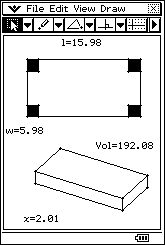 File Edit View Draw
l=15.98
w=5.98
Vol=192.08
x=2.01